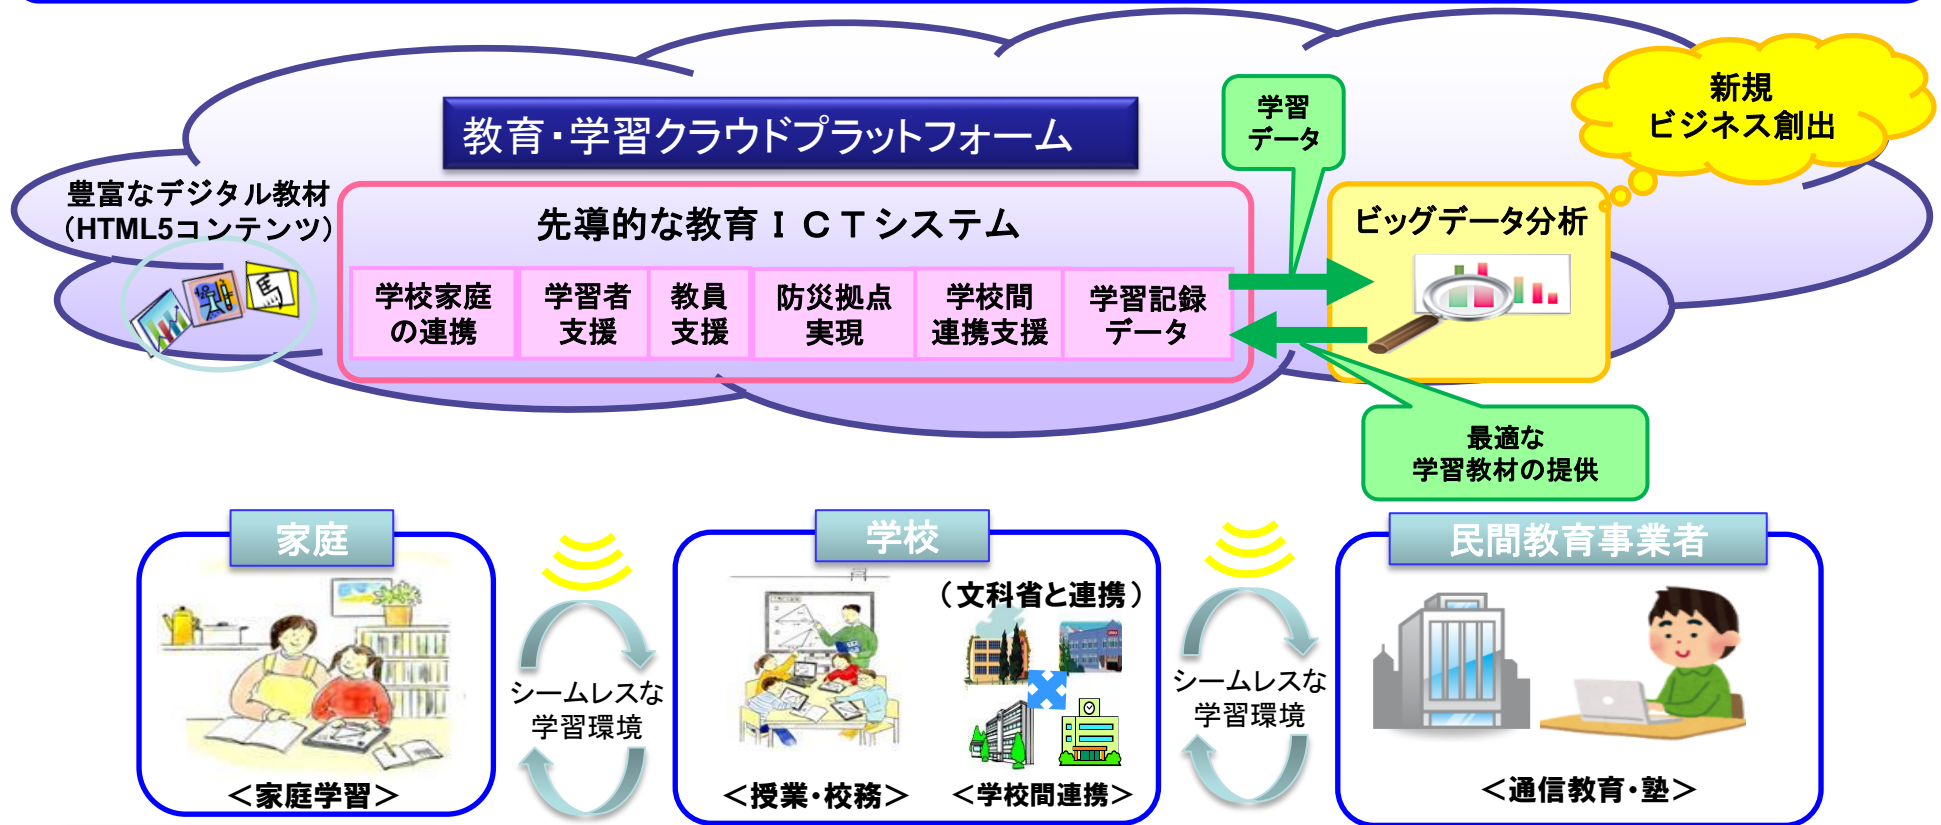 新規
ビジネス創出
学習
データ
教育・学習クラウドプラットフォーム
豊富なデジタル教材
（HTML5コンテンツ）
先導的な教育ＩＣＴシステム
ビッグデータ分析
学校家庭
の連携
学習者
支援
教員
支援
防災拠点
実現
学校間
連携支援
学習記録
データ
馬
最適な
学習教材の提供
家庭
学校
民間教育事業者
（文科省と連携）
シームレスな
学習環境
シームレスな
学習環境
＜家庭学習＞
＜授業・校務＞
＜学校間連携＞
＜通信教育・塾＞